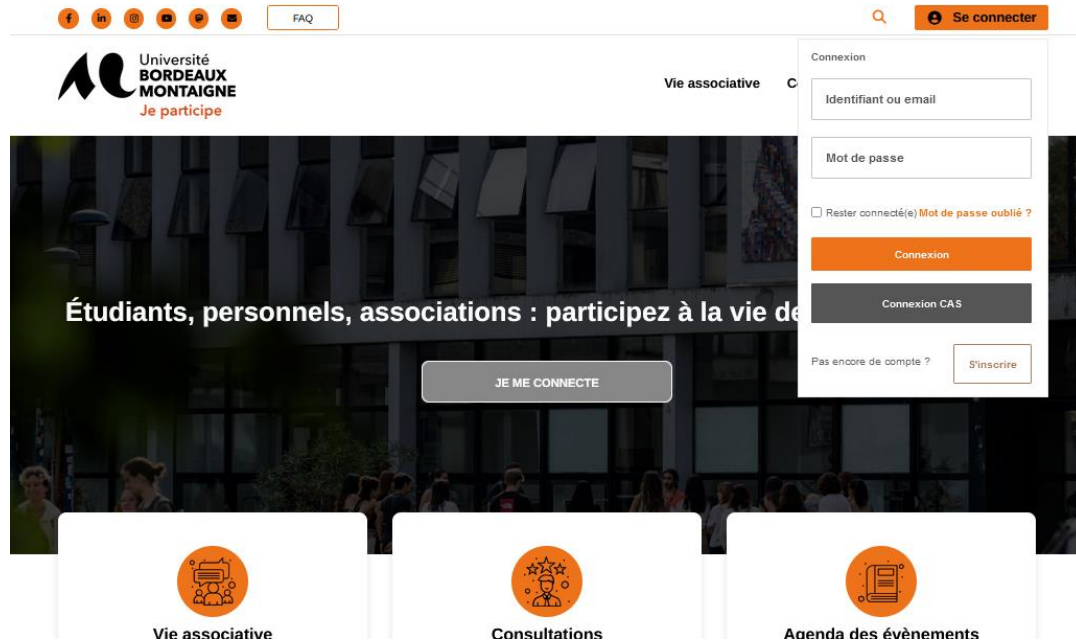 FAQ
Se connecter
Université
BORDEAUX
MONTAIGNE
Je participe
Vie associative
Connexion
Identifiant ou email
Mot de passe
Rester connecté(e) Mot de passe oublié ?
Connexion
Connexion CAS
Pas encore de compte ?
S'inscrire
Étudiants, personnels, associations : participez à la vie de
JE ME CONNECTE
Vie associative
Consultations
Agenda des évènements